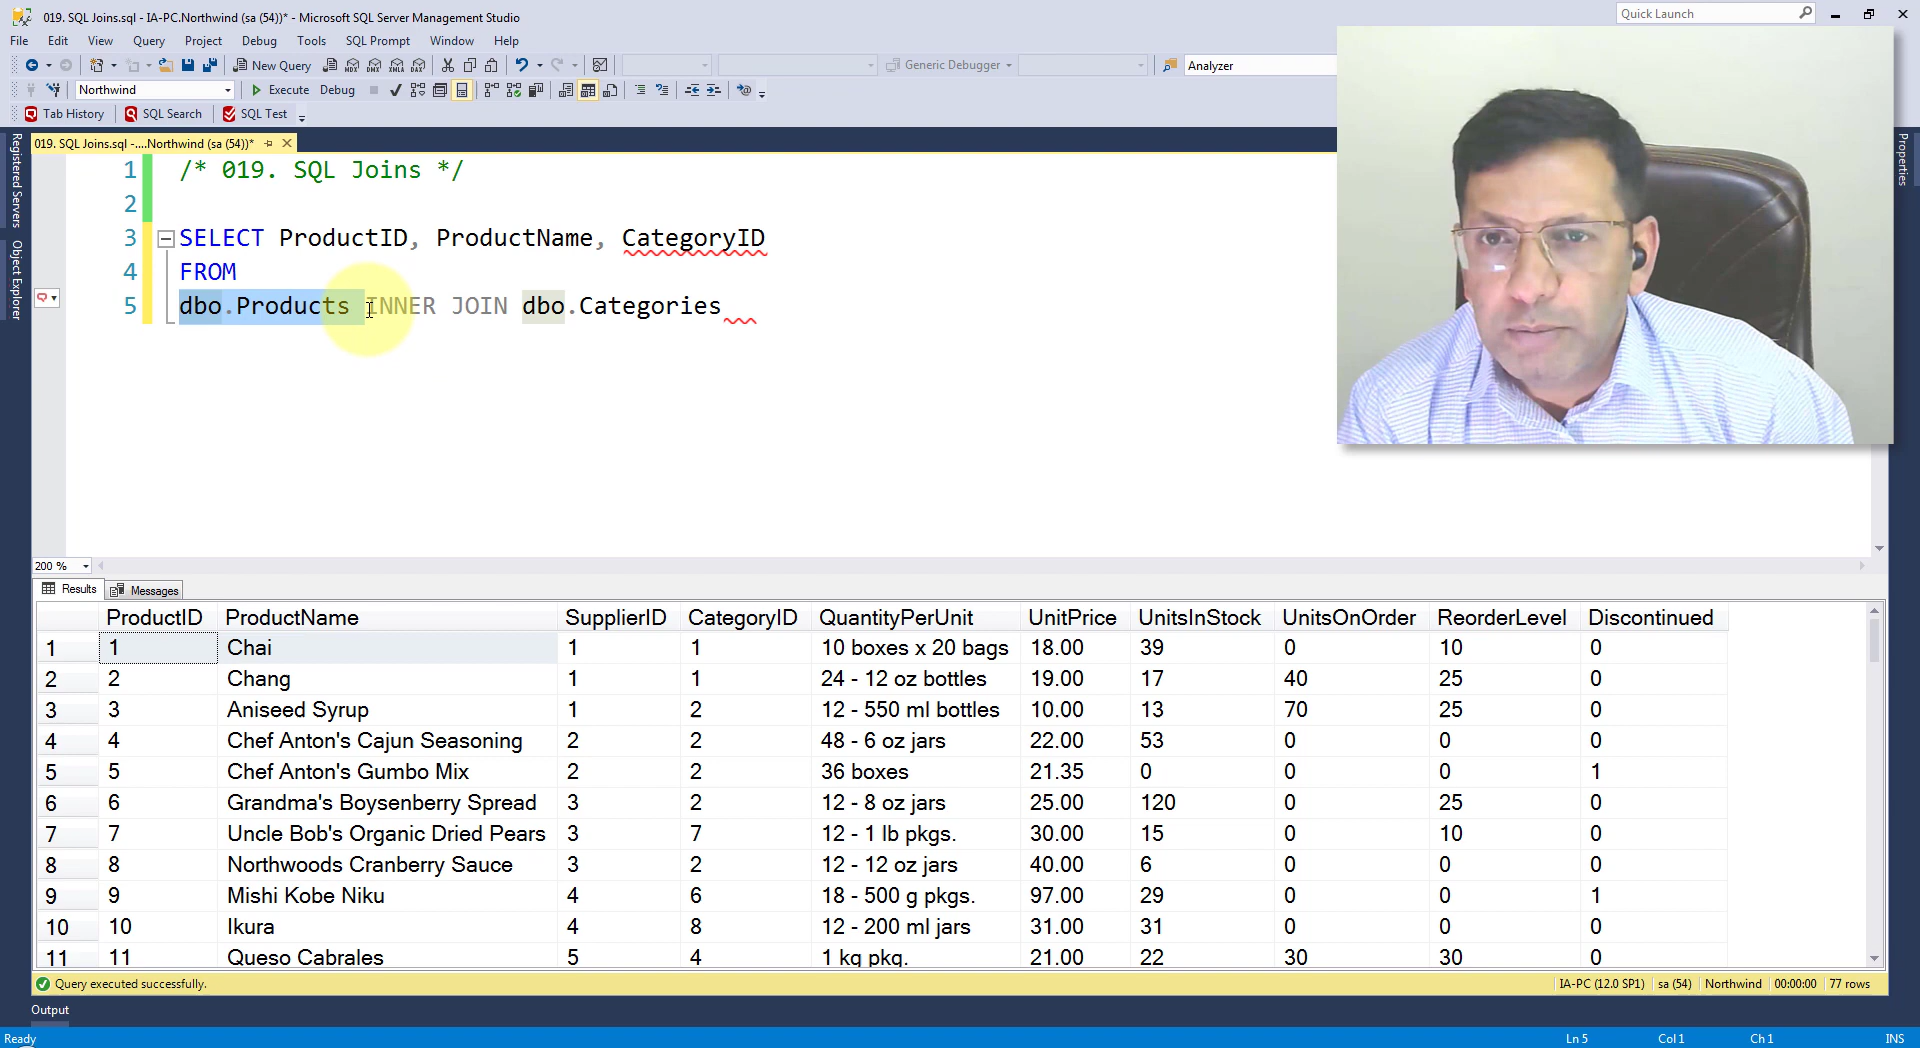 019. SQL Joins.sql - IA-PC.Northwind (sa (54))* - Microsoft SQL Server Management Studio
Quick Launch
File Edit View Query Project Debug Tools SQL Prompt Window Help
New Query
MDX DMX XMLA DAX
Generic Debugger
Analyzer
Northwind
Execute Debug
Tab History SQL Search SQL Test
019. SQL Joins.sql -....Northwind (sa (54))*
Registered Servers
Object Explorer
Properties
1 /* 019. SQL Joins */
2
3 SELECT ProductID, ProductName, CategoryID
4 FROM
5 dbo.Products INNER JOIN dbo.Categories
200 %
Results Messages
ProductID ProductName SupplierID CategoryID QuantityPerUnit UnitPrice UnitsInStock UnitsOnOrder ReorderLevel Discontinued
1 1 Chai 1 1 10 boxes x 20 bags 18.00 39 0 10 0
2 2 Chang 1 1 24 - 12 oz bottles 19.00 17 40 25 0
3 3 Aniseed Syrup 1 2 12 - 550 ml bottles 10.00 13 70 25 0
4 4 Chef Anton's Cajun Seasoning 2 2 48 - 6 oz jars 22.00 53 0 0 0
5 5 Chef Anton's Gumbo Mix 2 2 36 boxes 21.35 0 0 0 1
6 6 Grandma's Boysenberry Spread 3 2 12 - 8 oz jars 25.00 120 0 25 0
7 7 Uncle Bob's Organic Dried Pears 3 7 12 - 1 lb pkgs. 30.00 15 0 10 0
8 8 Northwoods Cranberry Sauce 3 2 12 - 12 oz jars 40.00 6 0 0 0
9 9 Mishi Kobe Niku 4 6 18 - 500 g pkgs. 97.00 29 0 0 1
10 10 Ikura 4 8 12 - 200 ml jars 31.00 31 0 0 0
11 11 Queso Cabrales 5 4 1 kg pkg. 21.00 22 30 30 0
Query executed successfully. IA-PC (12.0 SP1) sa (54) Northwind 00:00:00 77 rows
Output
Ready Ln 5 Col 1 Ch 1 INS